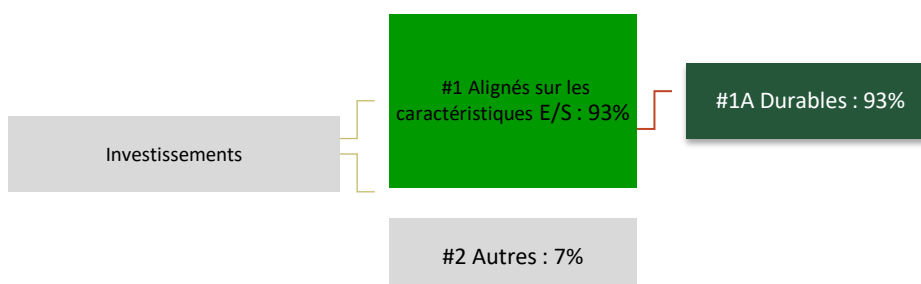 Investissements
#1 Alignés sur les
caractéristiques E/S : 93%
#1A Durables : 93%
#2 Autres : 7%